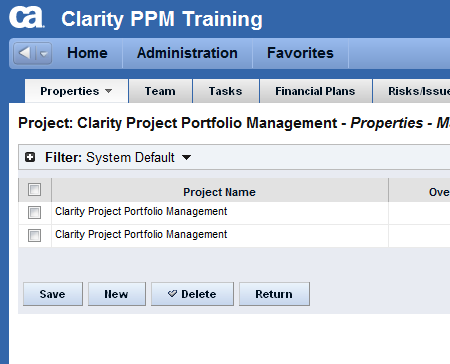 ca Clarity PPM Training
Home Administration Favorites
Properties Team Tasks Financial Plans Risks/Issue
Project: Clarity Project Portfolio Management - Properties - M
Filter: System Default
Project Name Ove
Clarity Project Portfolio Management
Clarity Project Portfolio Management
Save New Delete Return